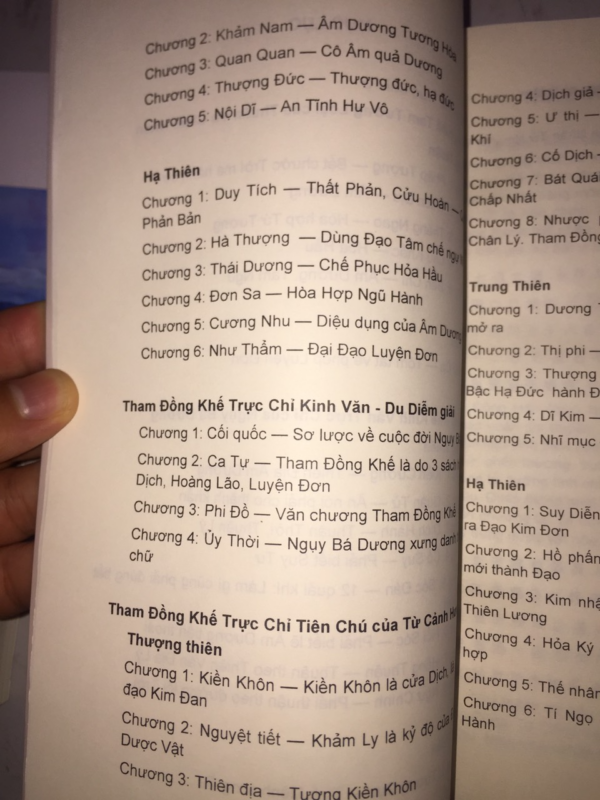 Chương 2: Khảm Nam — Âm Dương Tương Hòa
Chương 3: Quan Quan — Cô Âm quả Dương
Chương 4: Thượng Đức — Thượng đức, hạ đức
Chương 5: Nội Dĩ — An Tĩnh Hư Vô
Hạ Thiên
Chương 1: Duy Tích — Thất Phản, Cửu Hoàn —
Phản Bản
Chương 2: Hà Thượng — Dùng Đạo Tâm chế ngự
Chương 3: Thái Dương — Chế Phục Hỏa Hầu
Chương 4: Đơn Sa — Hòa Hợp Ngũ Hành
Chương 5: Cương Nhu — Diệu dụng của Âm Dương
Chương 6: Như Thẩm — Đại Đạo Luyện Đơn
Tham Đồng Khế Trực Chỉ Kinh Văn - Du Diễm giải
Chương 1: Cối quốc — Sơ lược về cuộc đời Ngụy
Chương 2: Ca Tự — Tham Đồng Khế là do 3 sách
Dịch, Hoàng Lão, Luyện Đơn
Chương 3: Phi Đồ — Văn chương Tham Đồng Khế
Chương 4: Ủy Thời — Ngụy Bá Dương xưng danh
chữ
Tham Đồng Khế Trực Chỉ Tiên Chú của Từ Cảnh
Thượng thiên
Chương 1: Kiền Khôn — Kiền Khôn là cửa Dịch,
đạo Kim Đan
Chương 2: Nguyệt tiết — Khảm Ly là kỷ độ của
Dược Vật
Chương 3: Thiên địa — Tượng Kiền Khôn
Chương 4: Dịch giả -
Chương 5: Ư thị —
Khí
Chương 6: Cố Dịch -
Chương 7: Bát Quái
Chấp Nhất
Chương 8: Nhược
Chân Lý. Tham Đồng
Trung Thiên
Chương 1: Dương
mở ra
Chương 2: Thị phi —
Chương 3: Thượng
Bậc Hạ Đức hành Đ
Chương 4: Dĩ Kim —
Chương 5: Nhĩ mục
Hạ Thiên
Chương 1: Suy Diễn
ra Đạo Kim Đơn
Chương 2: Hồ phấn
mới thành Đạo
Chương 3: Kim nhậ
Thiên Lương
Chương 4: Hỏa Ký
hợp
Chương 5: Thế nhân
Chương 6: Tí Ngọ
Hành